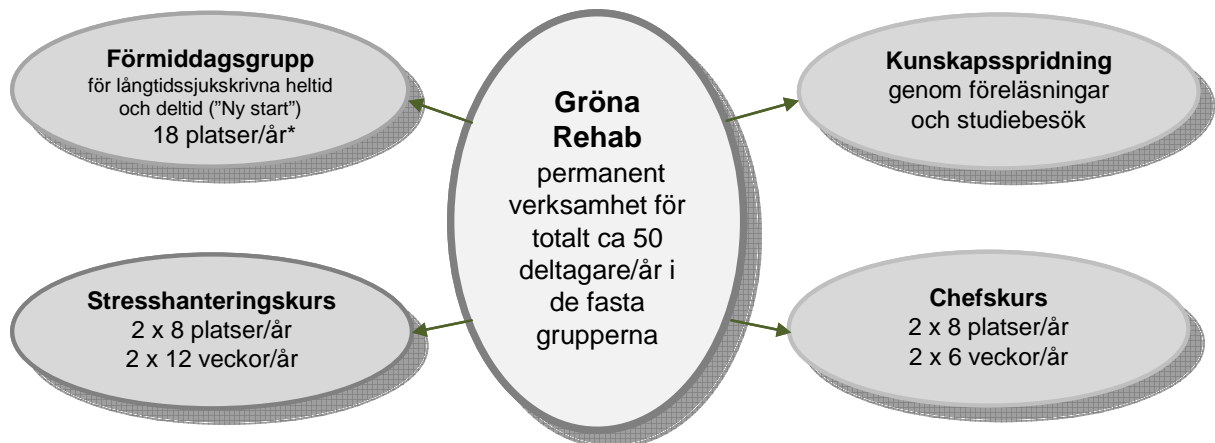 Förmiddagsgrupp
för långtidssjukskrivna heltid
och deltid ("Ny start")
18 platser/år*
Kunskapsspridning
genom föreläsningar
och studiebesök
Gröna
Rehab
permanent
verksamhet för
totalt ca 50
deltagare/år i
de fasta
grupperna
Stresshanteringskurs
2 x 8 platser/år
2 x 12 veckor/år
Chefskurs
2 x 8 platser/år
2 x 6 veckor/år